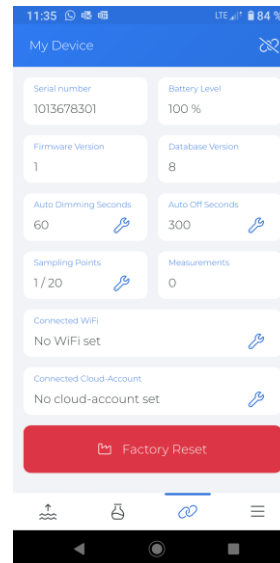 11:35 LTE 84 %
My Device
Serial number
1013678301
Battery Level
100 %
Firmware Version
1
Database Version
8
Auto Dimming Seconds
60
Auto Off Seconds
300
Sampling Points
1 / 20
Measurements
0
Connected WiFi
No WiFi set
Connected Cloud-Account
No cloud-account set
Factory Reset